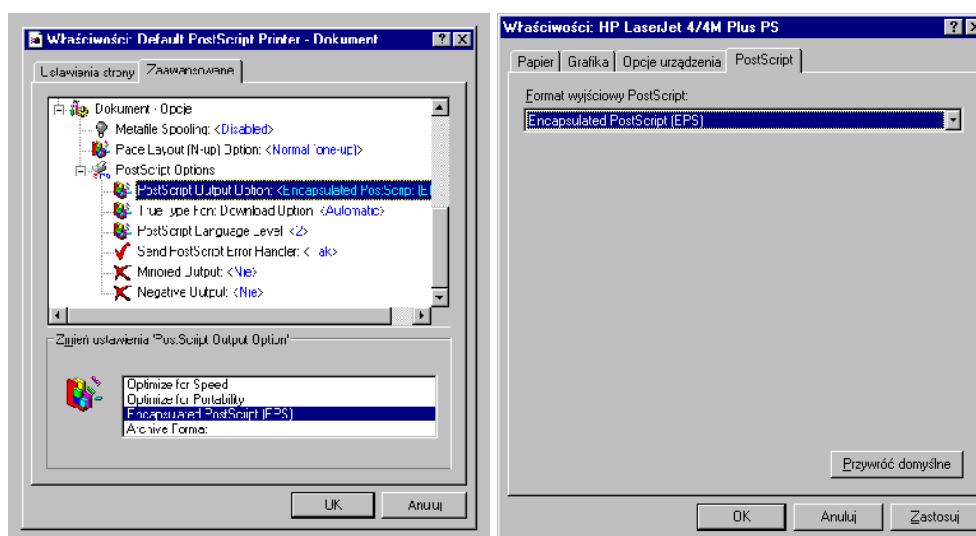 Właściwości: Default PostScript Printer - Dokument
Ustawienia strony
Zaawansowane
Dokument - Opcje
Metafile Spooling: <Disabled>
Page Layout (N-up) Option: <Normal (one-up)>
PostScript Options
PostScript Output Option: <Encapsulated PostScript (E
TrueType Font Download Option: <Automatic>
PostScript Language Level: <2>
Send PostScript Error Handler: <Tak>
Mirrored Output: <Nie>
Negative Output: <Nie>
Zmień ustawienia 'PostScript Output Option'
Optimize for Speed
Optimize for Portability
Encapsulated PostScript (EPS)
Archive Format
OK
Anuluj
Właściwości: HP LaserJet 4/4M Plus PS
Papier
Grafika
Opcje urządzenia
PostScript
Format wyjściowy PostScript:
Encapsulated PostScript (EPS)
Przywróć domyślne
OK
Anuluj
Zastosuj